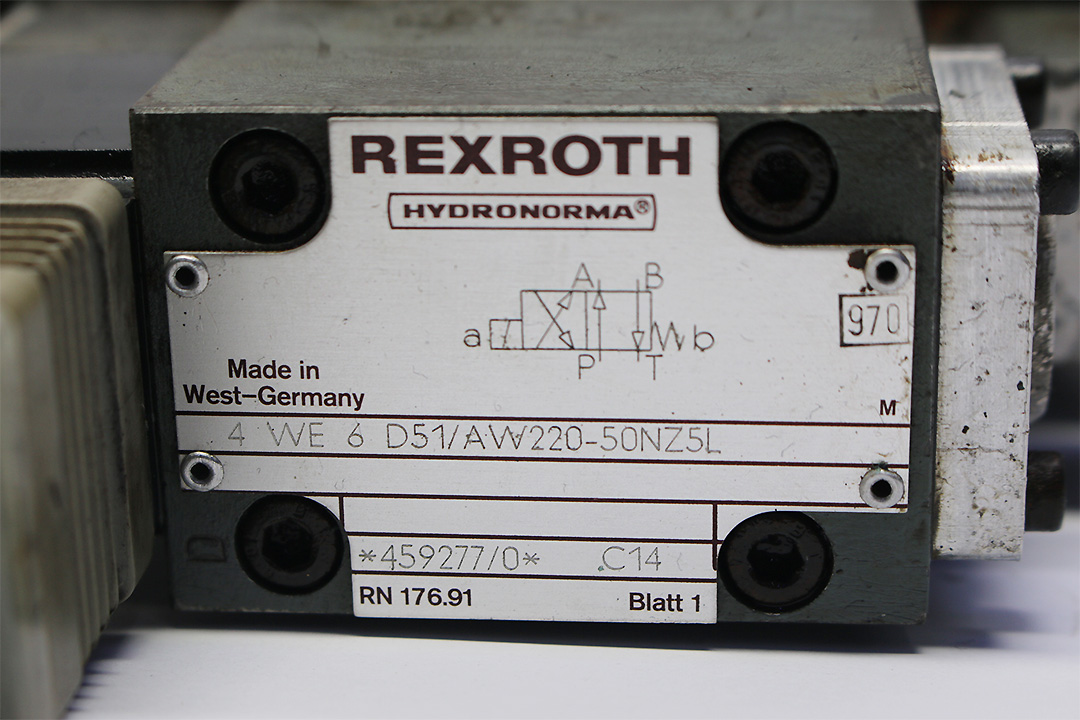 REXROTH
HYDRONORMA®
A B
a b
P T
970
Made in
West-Germany
M
4 WE 6 D51/AW220-50NZ5L
*459277/0* C14
RN 176.91 Blatt 1
D